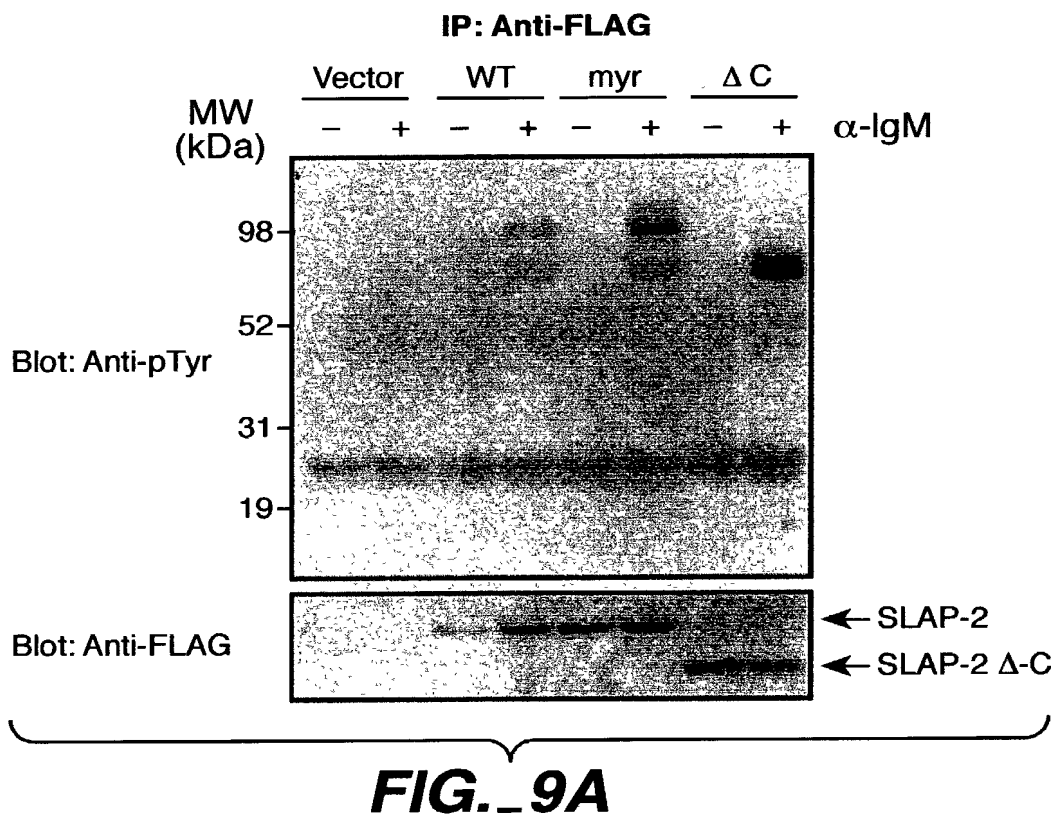 IP: Anti-FLAG
Vector WT myr Δ C
MW (kDa)
– + – + – + – + α-IgM
98
52
31
19
Blot: Anti-pTyr
Blot: Anti-FLAG
SLAP-2
SLAP-2 Δ-C
FIG._9A